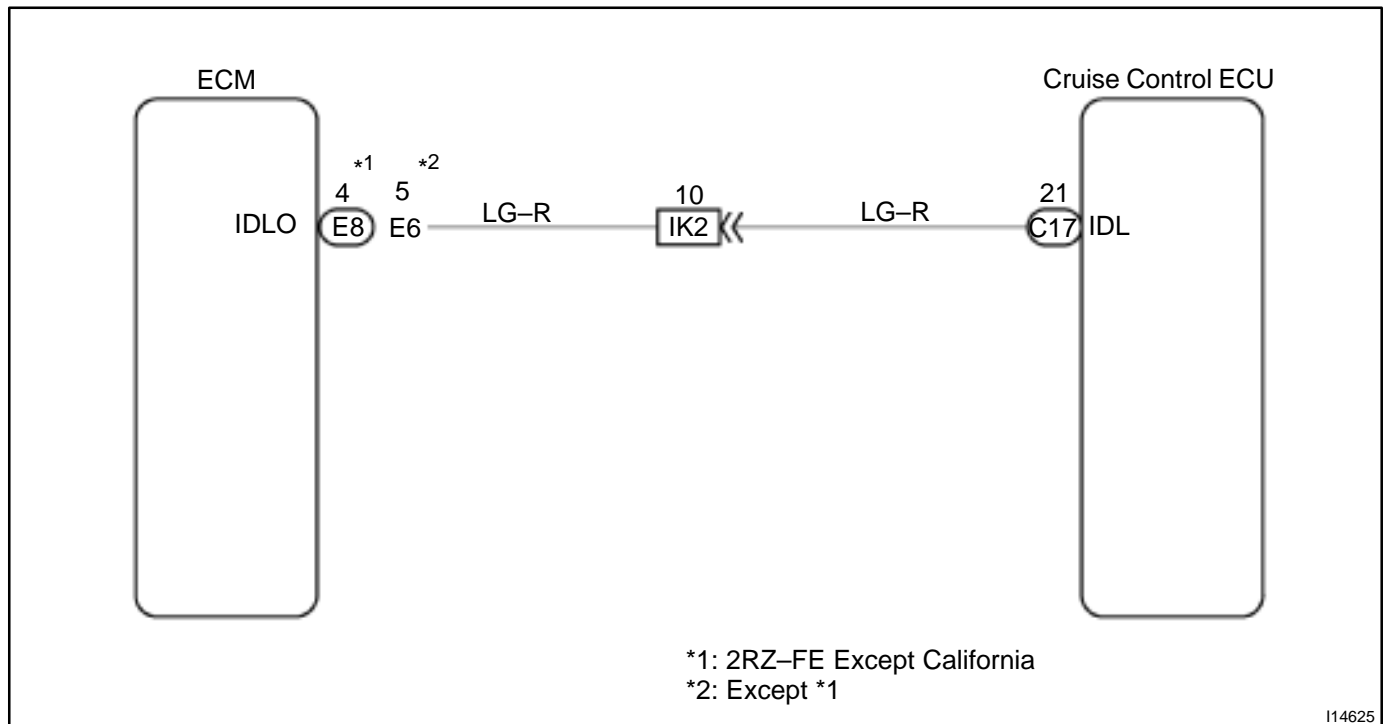 ECM
Cruise Control ECU
*1 *2
4 5 10 21
IDLO E8 E6 LG–R IK2 LG–R C17 IDL
*1: 2RZ–FE Except California
*2: Except *1
I14625